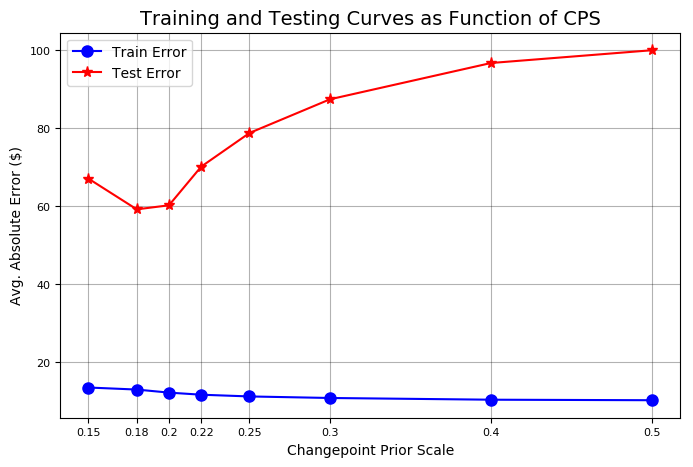 Training and Testing Curves as Function of CPS
Train Error
Test Error
Avg. Absolute Error ($)
100
80
60
40
20
0.15 0.18 0.2 0.22 0.25 0.3 0.4 0.5
Changepoint Prior Scale